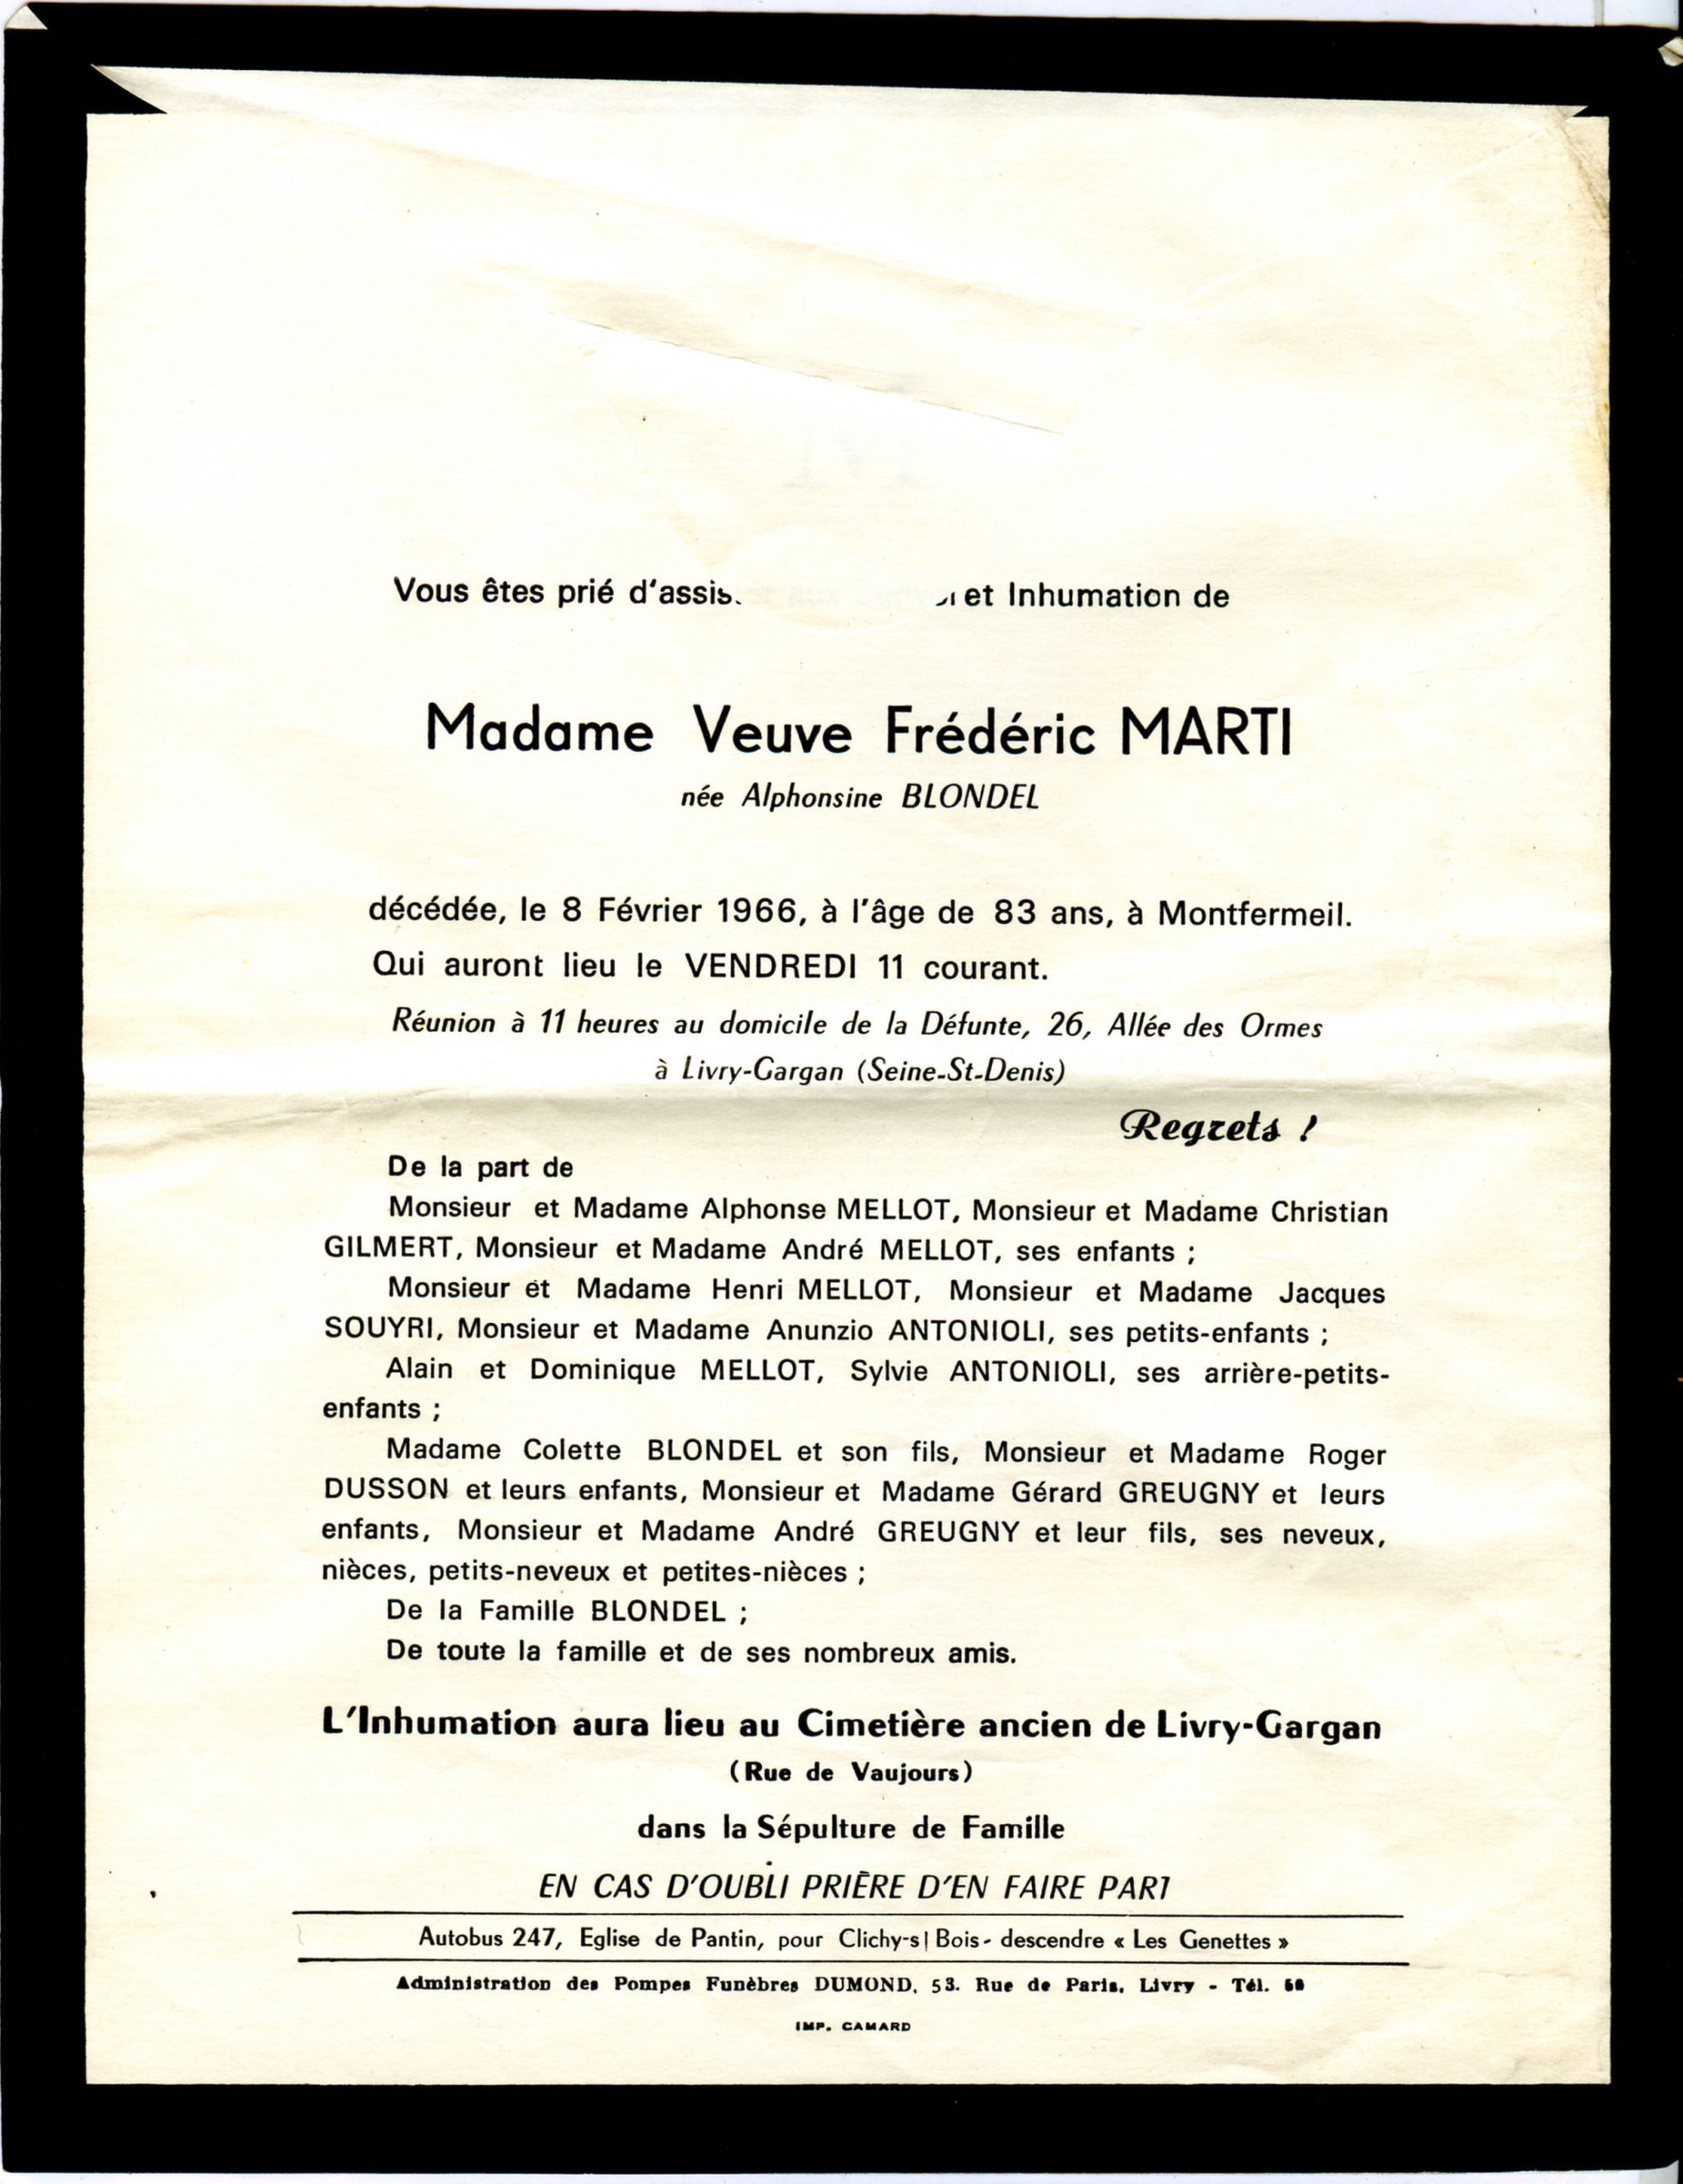 Vous êtes prié d'assis. et Inhumation de
Madame Veuve Frédéric MARTI
née Alphonsine BLONDEL
décédée, le 8 Février 1966, à l'âge de 83 ans, à Montfermeil.
Qui auront lieu le VENDREDI 11 courant.
Réunion à 11 heures au domicile de la Défunte, 26, Allée des Ormes
à Livry-Gargan (Seine-St-Denis)
Regrets !
De la part de
Monsieur et Madame Alphonse MELLOT, Monsieur et Madame Christian
GILMERT, Monsieur et Madame André MELLOT, ses enfants ;
Monsieur et Madame Henri MELLOT, Monsieur et Madame Jacques
SOUYRI, Monsieur et Madame Anunzio ANTONIOLI, ses petits-enfants ;
Alain et Dominique MELLOT, Sylvie ANTONIOLI, ses arrière-petits-
enfants ;
Madame Colette BLONDEL et son fils, Monsieur et Madame Roger
DUSSON et leurs enfants, Monsieur et Madame Gérard GREUGNY et leurs
enfants, Monsieur et Madame André GREUGNY et leur fils, ses neveux,
nièces, petits-neveux et petites-nièces ;
De la Famille BLONDEL ;
De toute la famille et de ses nombreux amis.
L'Inhumation aura lieu au Cimetière ancien de Livry-Gargan
(Rue de Vaujours)
dans la Sépulture de Famille
EN CAS D'OUBLI PRIÈRE D'EN FAIRE PART
Autobus 247, Eglise de Pantin, pour Clichy-s| Bois - descendre « Les Genettes »
Administration des Pompes Funèbres DUMOND, 53. Rue de Paris, Livry - Tél.
IMP. CAMARD